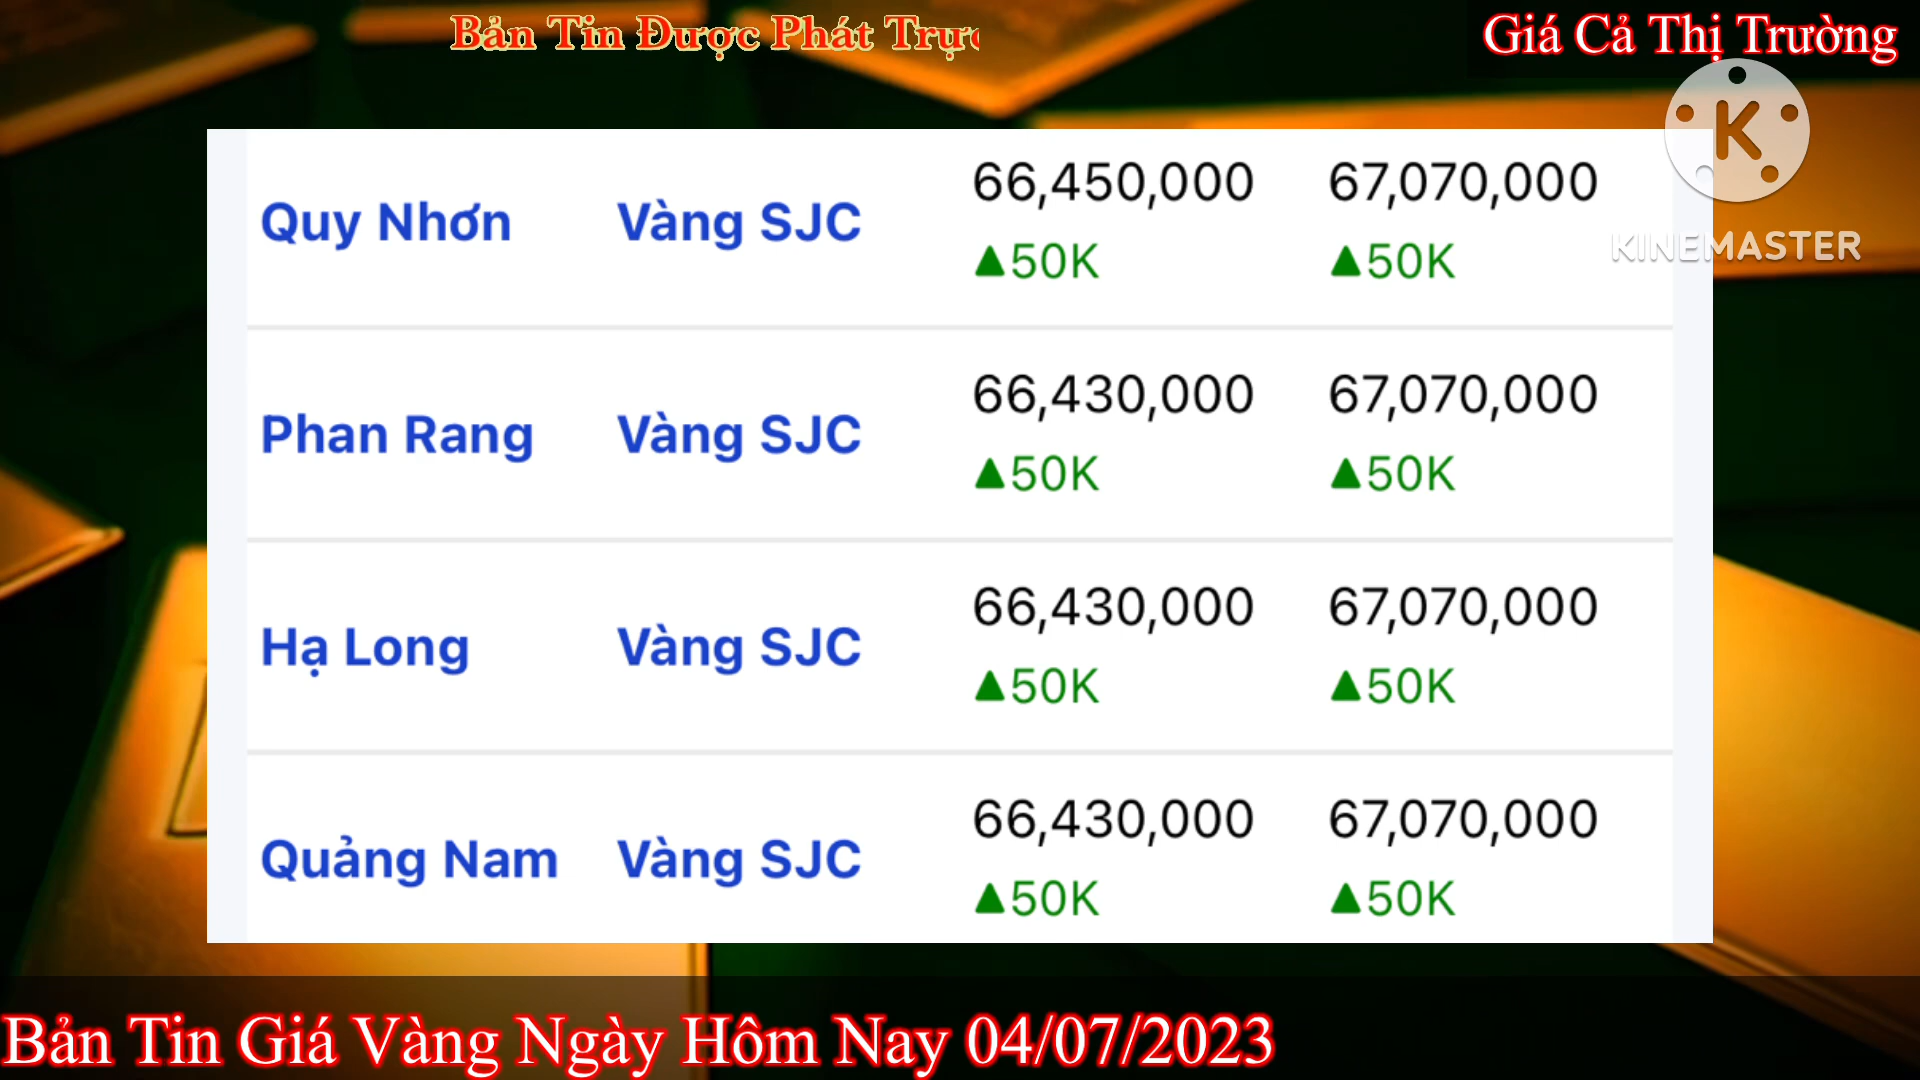 Bản Tin Được Phát
Giá Cả Thị Trường
K
KINEMASTER
Quy Nhơn Vàng SJC 66,450,000 67,070,000
▲50K ▲50K
Phan Rang Vàng SJC 66,430,000 67,070,000
▲50K ▲50K
Hạ Long Vàng SJC 66,430,000 67,070,000
▲50K ▲50K
Quảng Nam Vàng SJC 66,430,000 67,070,000
▲50K ▲50K
Bản Tin Giá Vàng Ngày Hôm Nay 04/07/2023